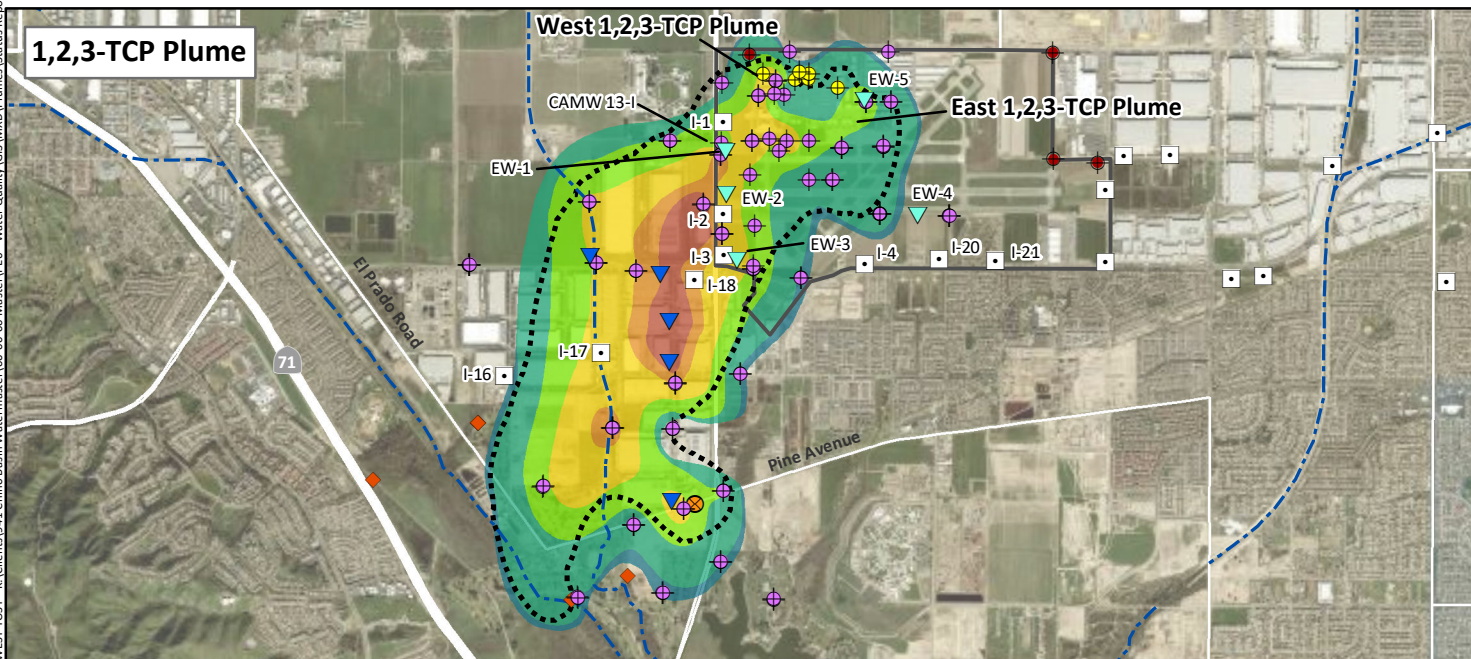 1,2,3-TCP Plume
West 1,2,3-TCP Plume
EW-5
CAMW 13-I
East 1,2,3-TCP Plume
I-1
EW-1
EW-2
EW-4
I-2
EW-3
I-3
I-4
I-20
I-21
I-18
El Prado Road
71
I-17
I-16
Pine Avenue